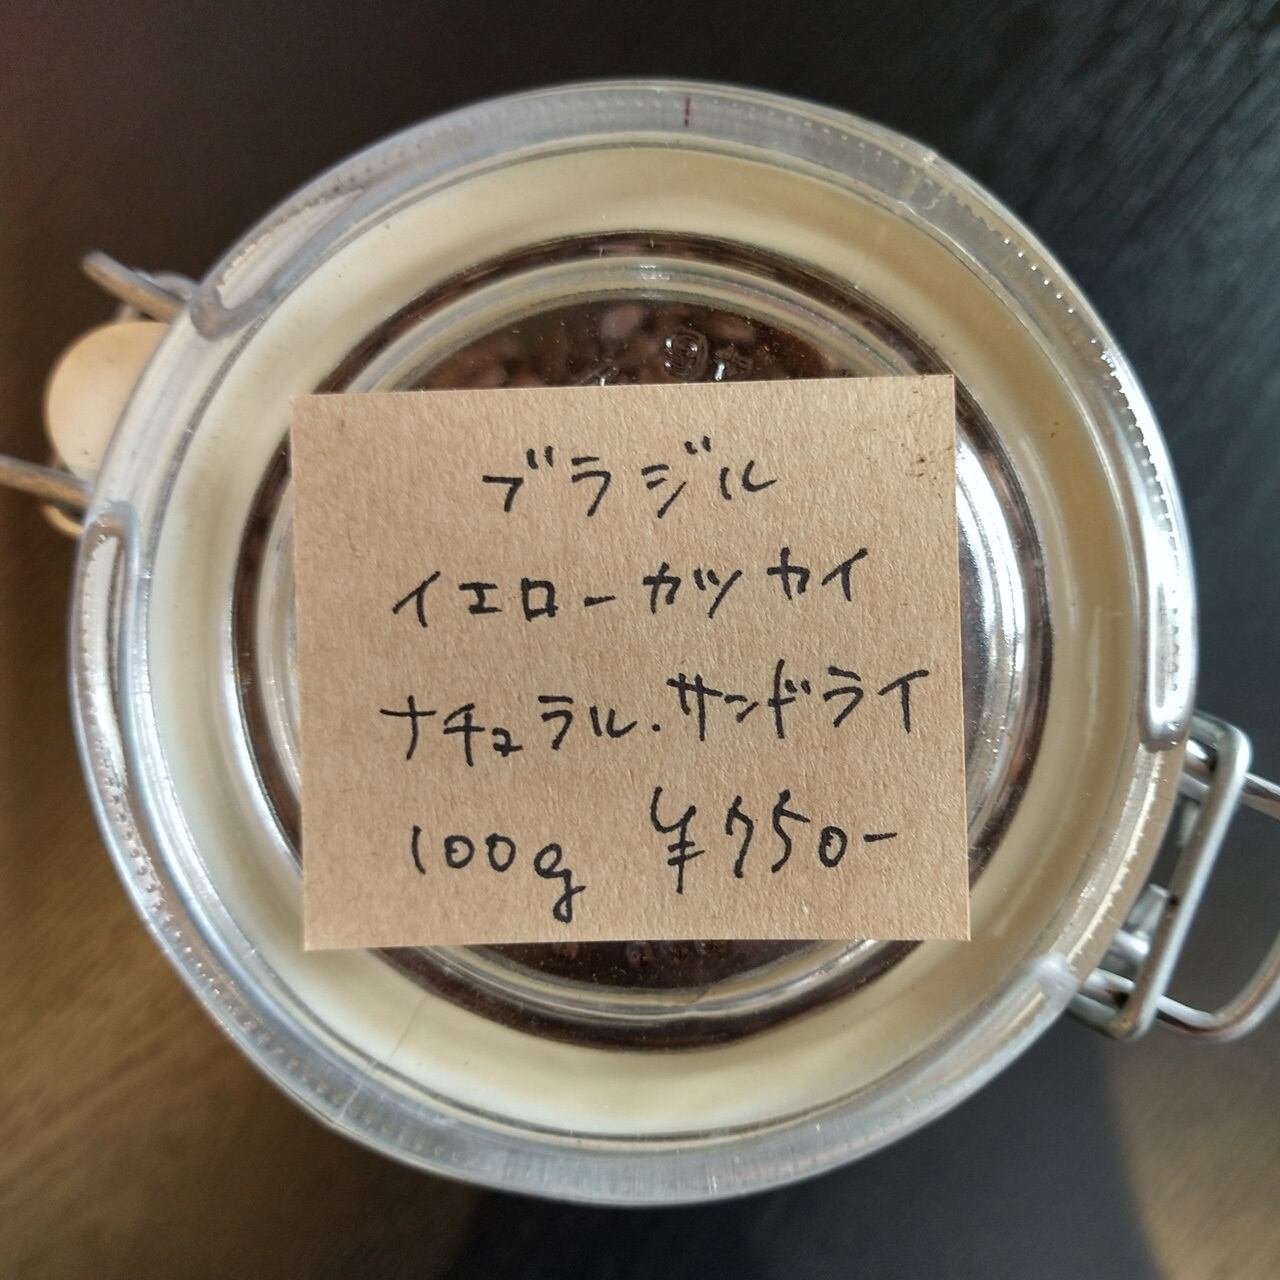 ブラジル
イエローカツカイ
ナチュラル.サンドライ
100g ¥750-